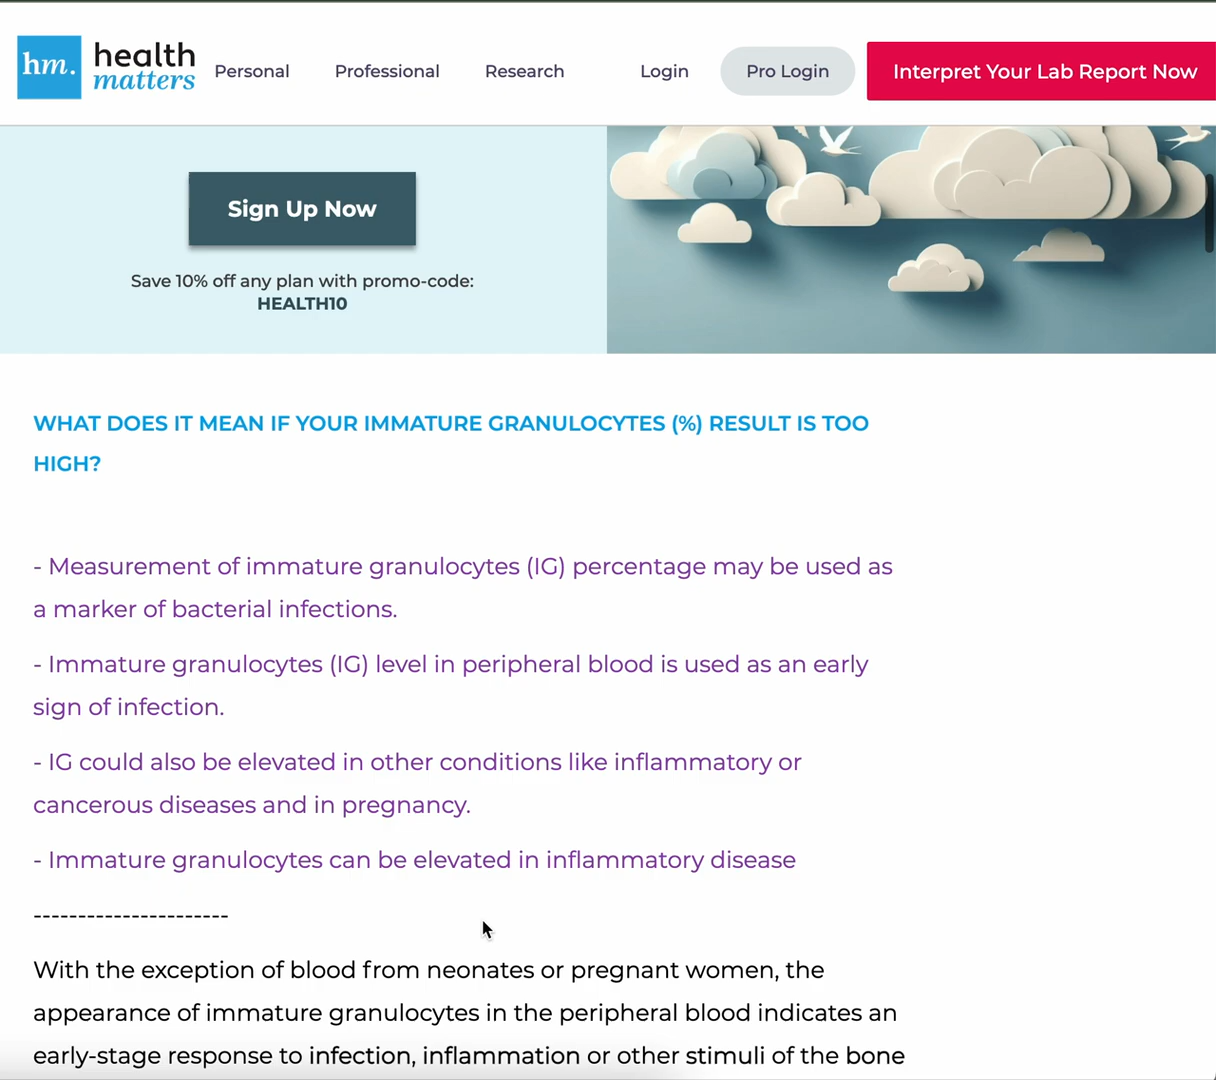 hm. health matters
Personal Professional Research Login Pro Login Interpret Your Lab Report Now
Sign Up Now
Save 10% off any plan with promo-code:
HEALTH10
WHAT DOES IT MEAN IF YOUR IMMATURE GRANULOCYTES (%) RESULT IS TOO
HIGH?
- Measurement of immature granulocytes (IG) percentage may be used as
a marker of bacterial infections.
- Immature granulocytes (IG) level in peripheral blood is used as an early
sign of infection.
- IG could also be elevated in other conditions like inflammatory or
cancerous diseases and in pregnancy.
- Immature granulocytes can be elevated in inflammatory disease
----------------------
With the exception of blood from neonates or pregnant women, the
appearance of immature granulocytes in the peripheral blood indicates an
early-stage response to infection, inflammation or other stimuli of the bone